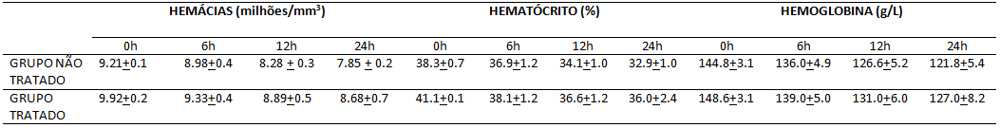 HEMÁCIAS (milhões/mm³) HEMATÓCRITO (%) HEMOGLOBINA (g/L)
0h 6h 12h 24h 0h 6h 12h 24h 0h 6h 12h 24h
GRUPO NÃO TRATADO 9.21±0.1 8.98±0.4 8.28 ± 0.3 7.85 ± 0.2 38.3±0.7 36.9±1.2 34.1±1.0 32.9±1.0 144.8±3.1 136.0±4.9 126.6±5.2 121.8±5.4
GRUPO TRATADO 9.92±0.2 9.33±0.4 8.89±0.5 8.68±0.7 41.1±0.1 38.1±1.2 36.6±1.2 36.0±2.4 148.6±3.1 139.0±5.0 131.0±6.0 127.0±8.2